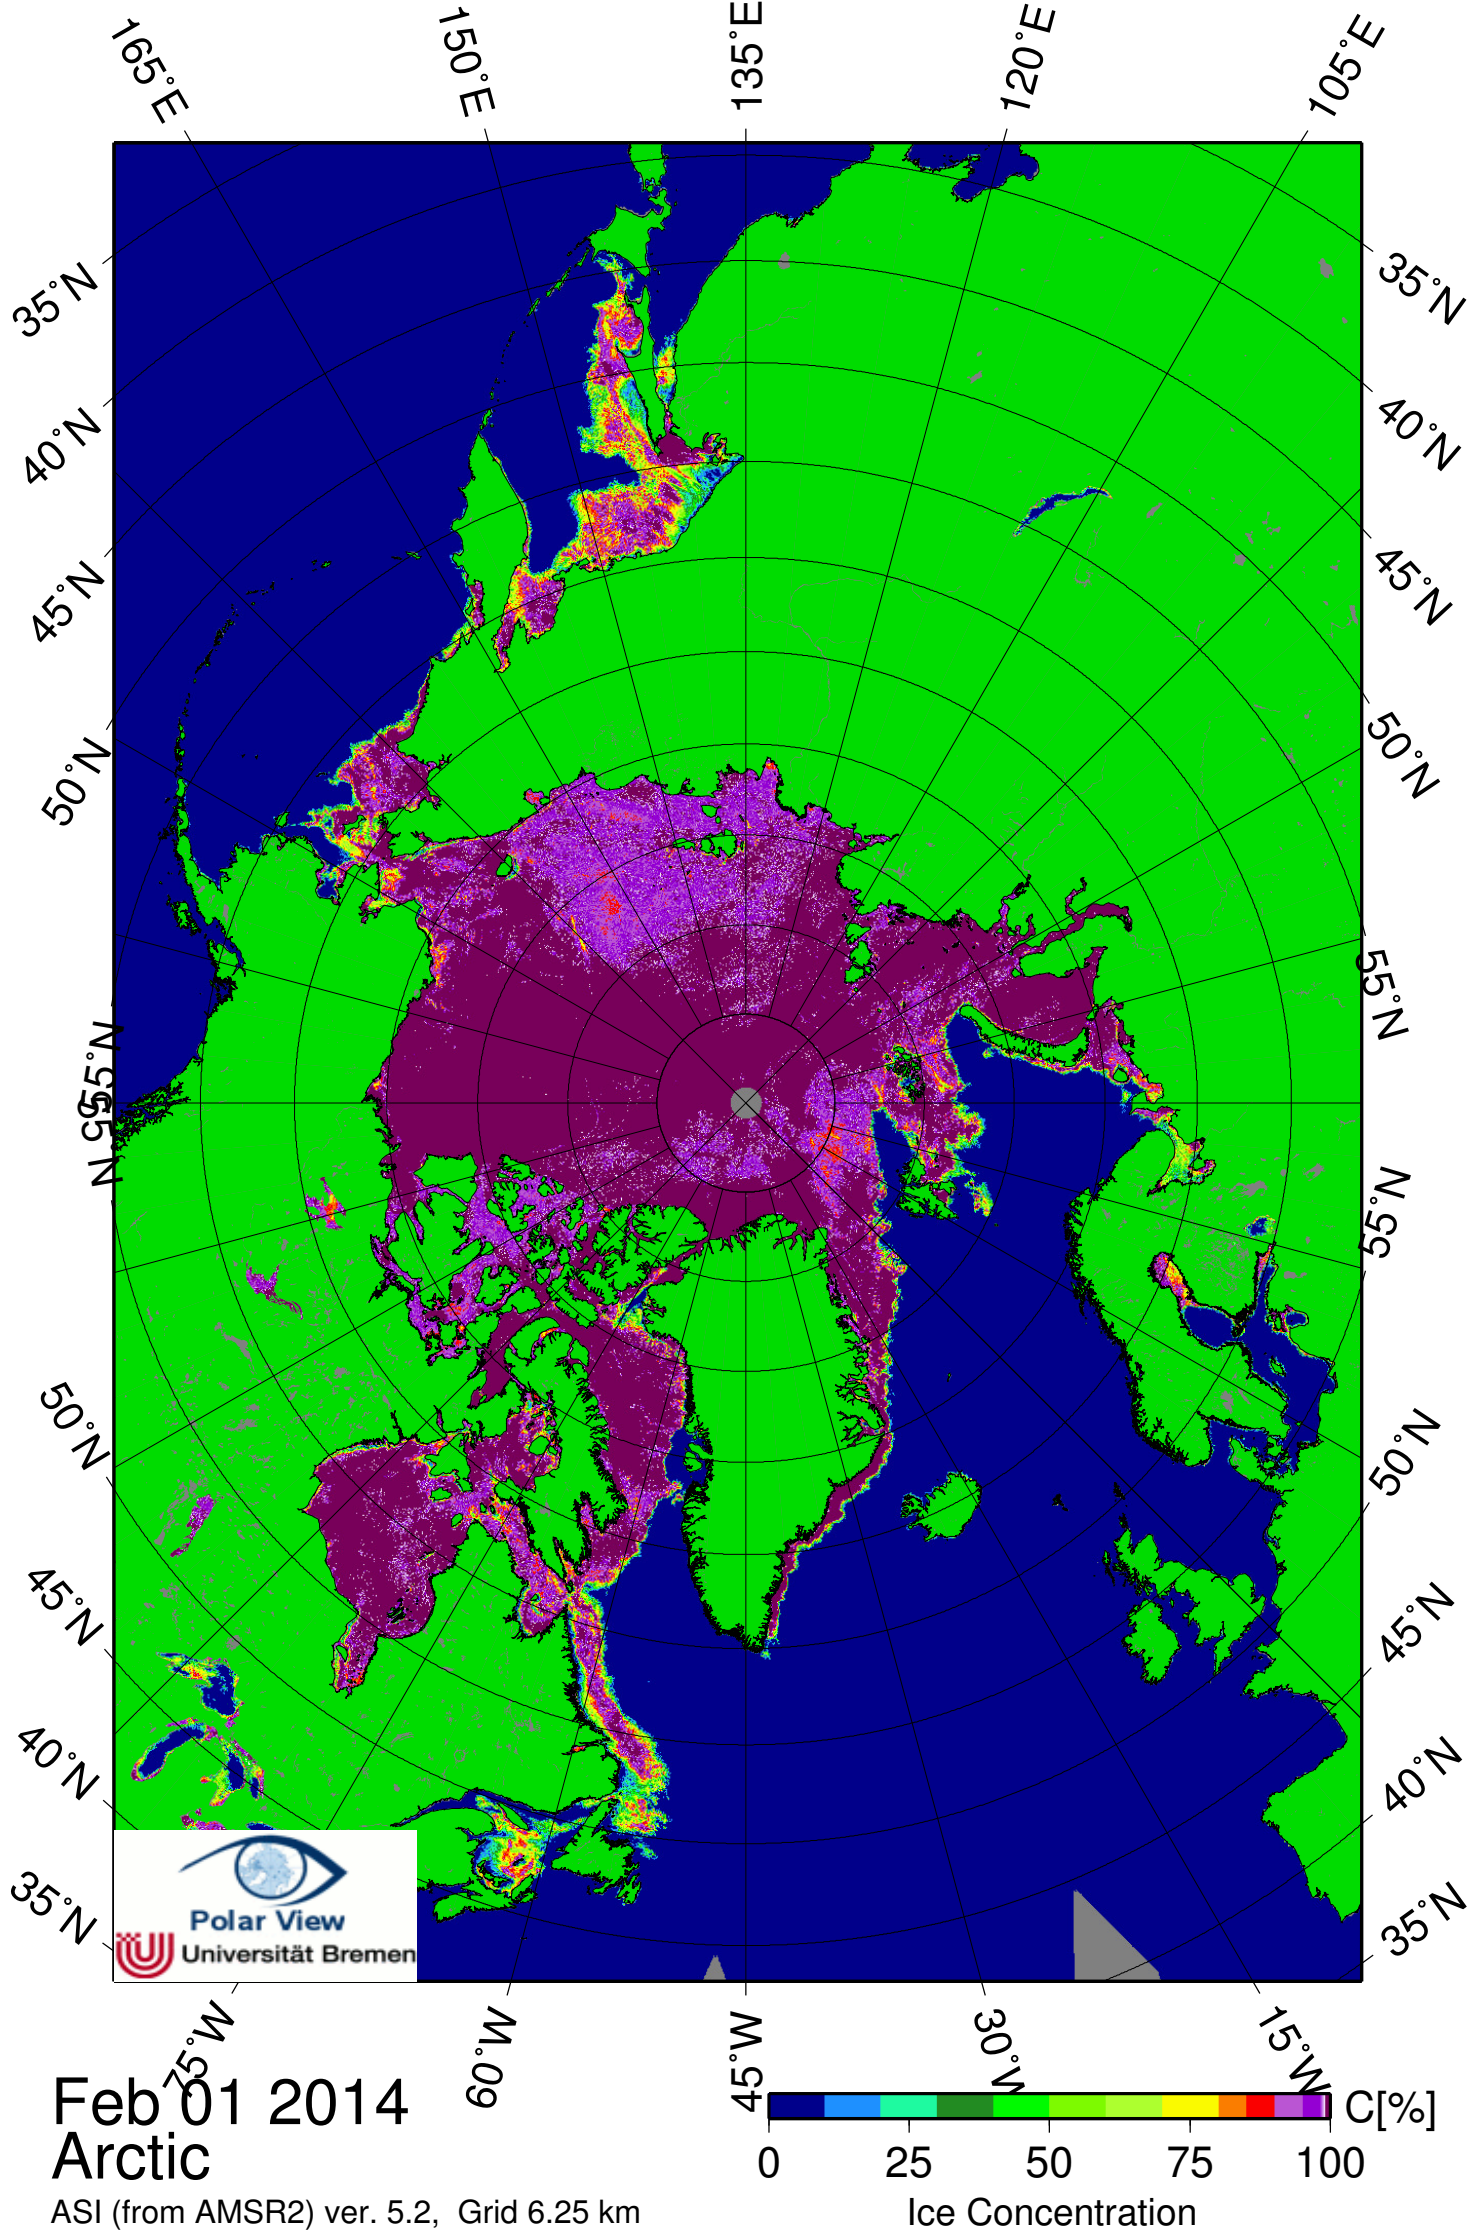 165°E 150°E 135°E 120°E 105°E
35°N 35°N
40°N 40°N
45°N 45°N
50°N 50°N
55°N 55°N
55°N 55°N
50°N 50°N
45°N 45°N
40°N 40°N
35°N 35°N
Polar View
Universität Bremen
75°W 60°W 45°W 30°W 15°W
Feb 01 2014
Arctic
ASI (from AMSR2) ver. 5.2, Grid 6.25 km
C[%]
0 25 50 75 100
Ice Concentration